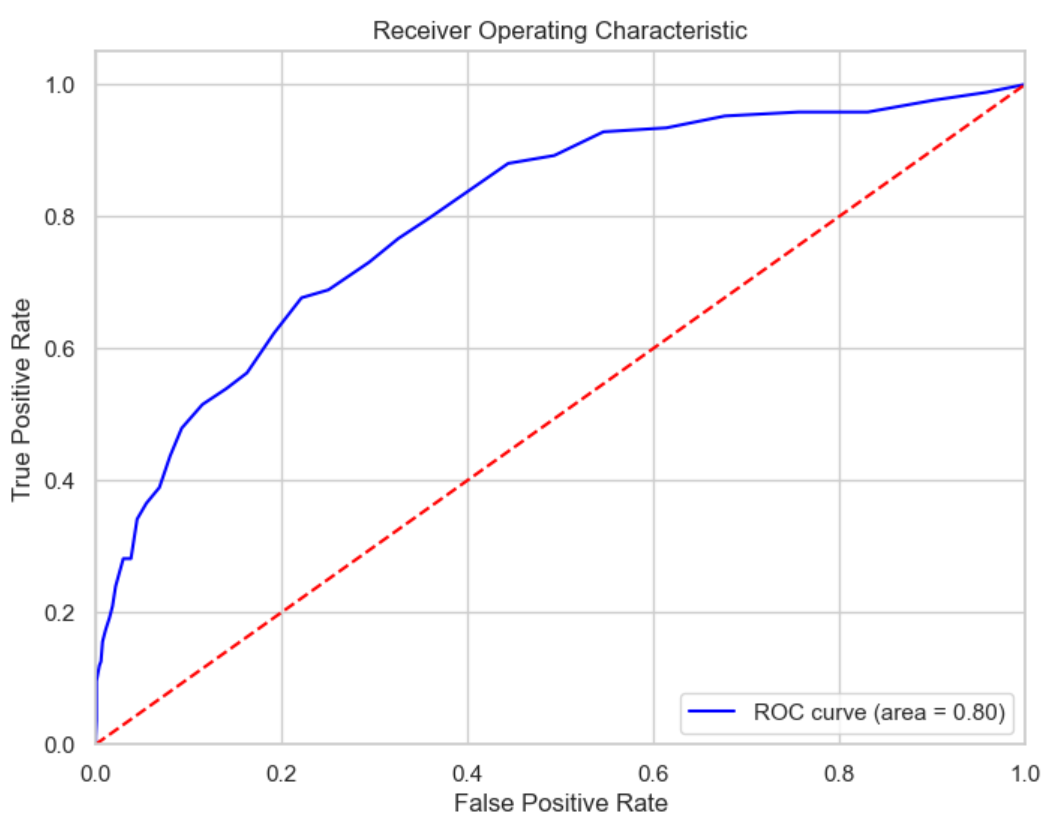 Receiver Operating Characteristic
1.0
0.8
0.6
0.4
0.2
0.0
True Positive Rate
ROC curve (area = 0.80)
0.0 0.2 0.4 0.6 0.8 1.0
False Positive Rate